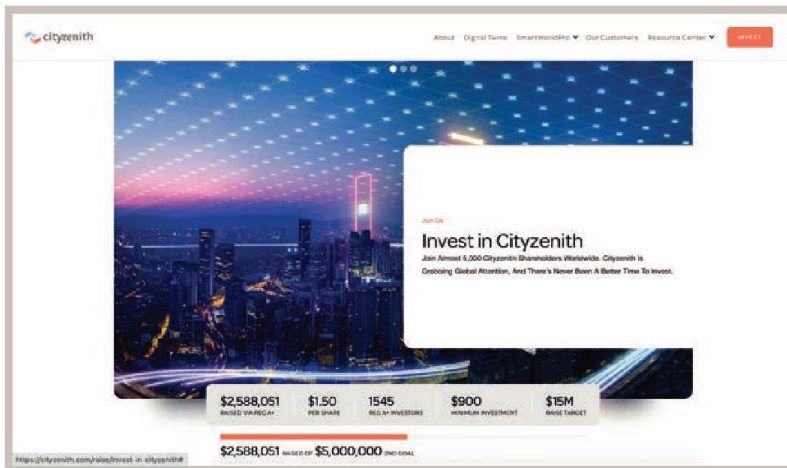 cityzenith
About Digital Twins SmartWorldPro Our Customers Resource Center INVEST
Join Us
Invest in Cityzenith
Join Almost 5,000 Cityzenith Shareholders Worldwide. Cityzenith Is
Grabbing Global Attention, And There's Never Been A Better Time To Invest.
$2,588,051 $1.50 1545 $900 $15M
RAISED VIA REG A+ PER SHARE REG A+ INVESTORS MINIMUM INVESTMENT RAISE TARGET
$2,588,051 RAISED OF $5,000,000 2ND GOAL
https://cityzenith.com/raise/invest-in-cityzenith#